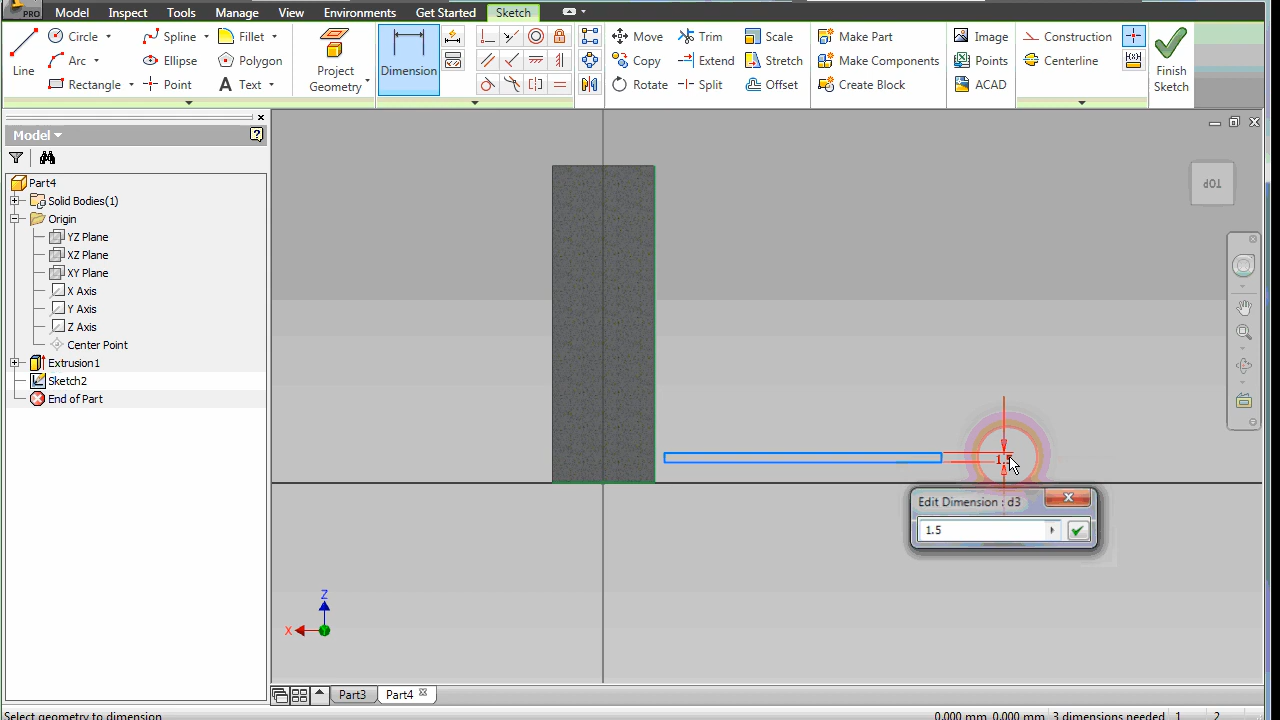 PRO
Model Inspect Tools Manage View Environments Get Started Sketch
Line
Circle
Arc
Rectangle
Spline
Ellipse
Point
Fillet
Polygon
Text
Project
Geometry
Dimension
Move
Copy
Rotate
Trim
Extend
Split
Scale
Stretch
Offset
Make Part
Make Components
Create Block
Image
Points
ACAD
Construction
Centerline
Finish
Sketch
Model
Part4
Solid Bodies(1)
Origin
YZ Plane
XZ Plane
XY Plane
X Axis
Y Axis
Z Axis
Center Point
Extrusion1
Sketch2
End of Part
TOP
Edit Dimension : d3
1.5
Z
X
Part3
Part4
Select geometry to dimension
0.000 mm, 0.000 mm
3 dimensions needed
1
2